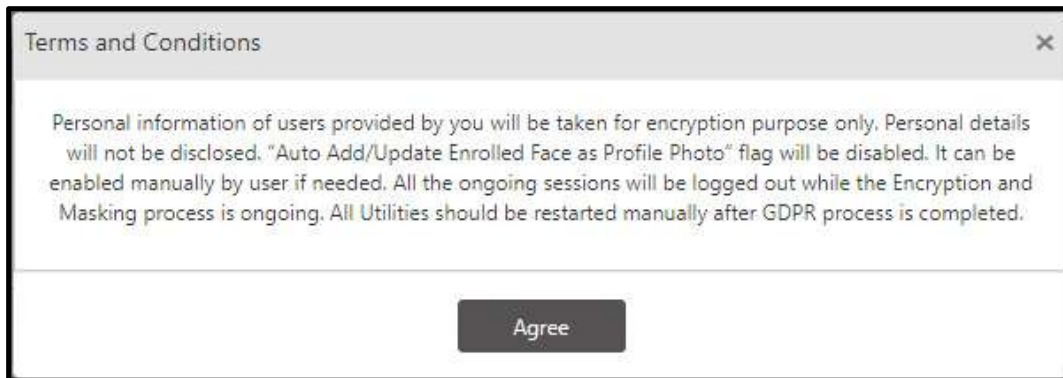 Terms and Conditions
Personal information of users provided by you will be taken for encryption purpose only. Personal details
will not be disclosed. "Auto Add/Update Enrolled Face as Profile Photo" flag will be disabled. It can be
enabled manually by user if needed. All the ongoing sessions will be logged out while the Encryption and
Masking process is ongoing. All Utilities should be restarted manually after GDPR process is completed.
Agree